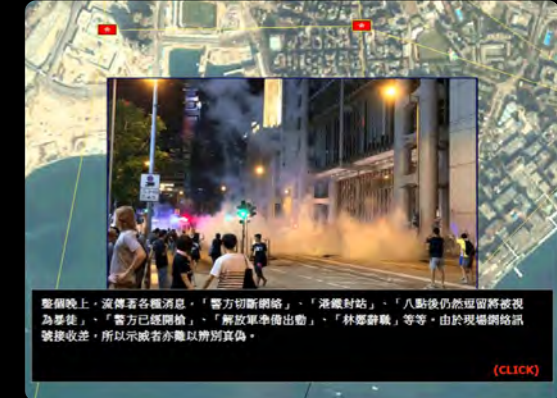 整個晚上，流傳著各種消息，「警方切斷網絡」、「港鐵封站」、「八點後仍然逗留將被視
為暴徒」、「警方已經開槍」、「解放軍準備出動」、「林鄭辭職」等等。由於現場網絡訊
號接收差，所以示威者亦難以辨別真偽。
(CLICK)